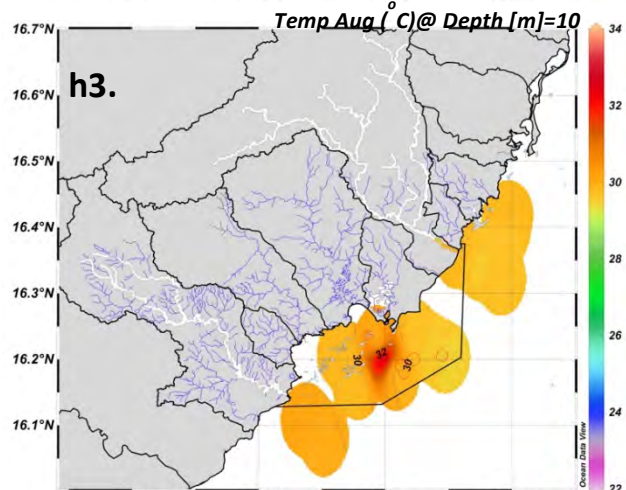 Temp Aug (°C)@ Depth [m]=10
16.7°N
34
h3.
16.6°N
32
16.5°N
30
16.4°N
28
16.3°N
26
32
30
30
16.2°N
24
16.1°N
Ocean Data View
22